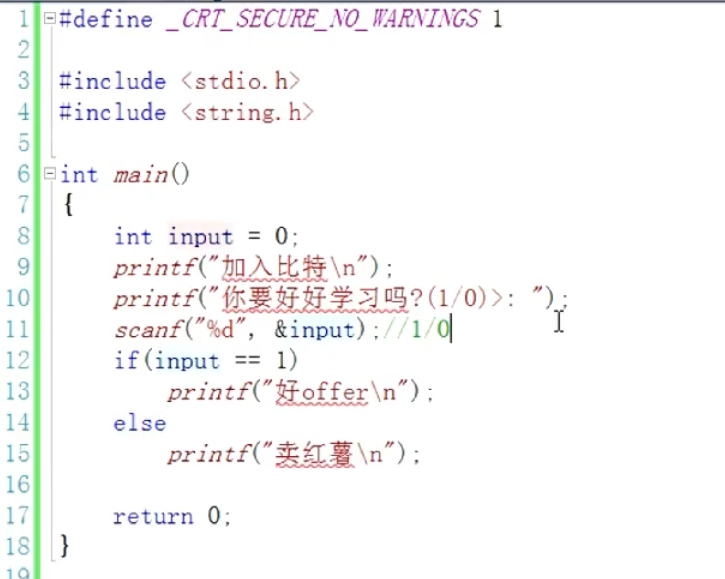 1 #define _CRT_SECURE_NO_WARNINGS 1
2
3 #include <stdio.h>
4 #include <string.h>
5
6 int main()
7 {
8 int input = 0;
9 printf("加入比特\n");
10 printf("你要好好学习吗?(1/0)>: ");
11 scanf("%d", &input);//1/0
12 if(input == 1)
13 printf("好offer\n");
14 else
15 printf("卖红薯\n");
16
17 return 0;
18 }
19